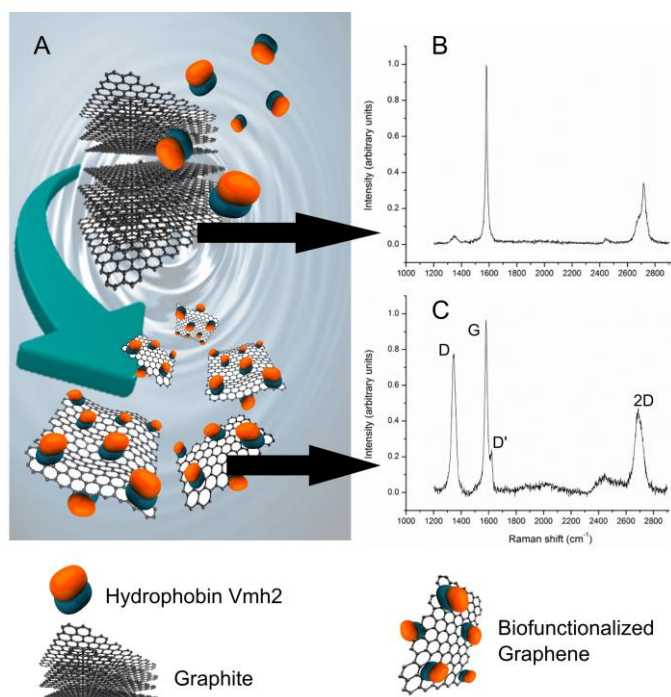 A
B
Intensity (arbitrary units)
1.0
0.8
0.6
0.4
0.2
0.0
1000 1200 1400 1600 1800 2000 2200 2400 2600 2800
C
Intensity (arbitrary units)
1.0
0.8
0.6
0.4
0.2
0.0
D
G
D'
2D
1000 1200 1400 1600 1800 2000 2200 2400 2600 2800
Raman shift (cm⁻¹)
Hydrophobin Vmh2
Graphite
Biofunctionalized
Graphene